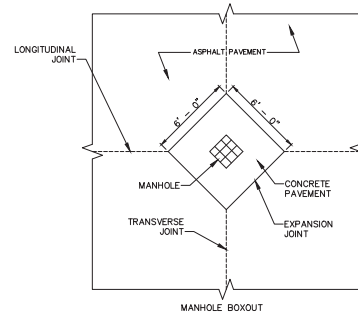 ASPHALT PAVEMENT
LONGITUDINAL
JOINT
6' - 0"
6' - 0"
MANHOLE
CONCRETE
PAVEMENT
TRANSVERSE
JOINT
EXPANSION
JOINT
MANHOLE BOXOUT